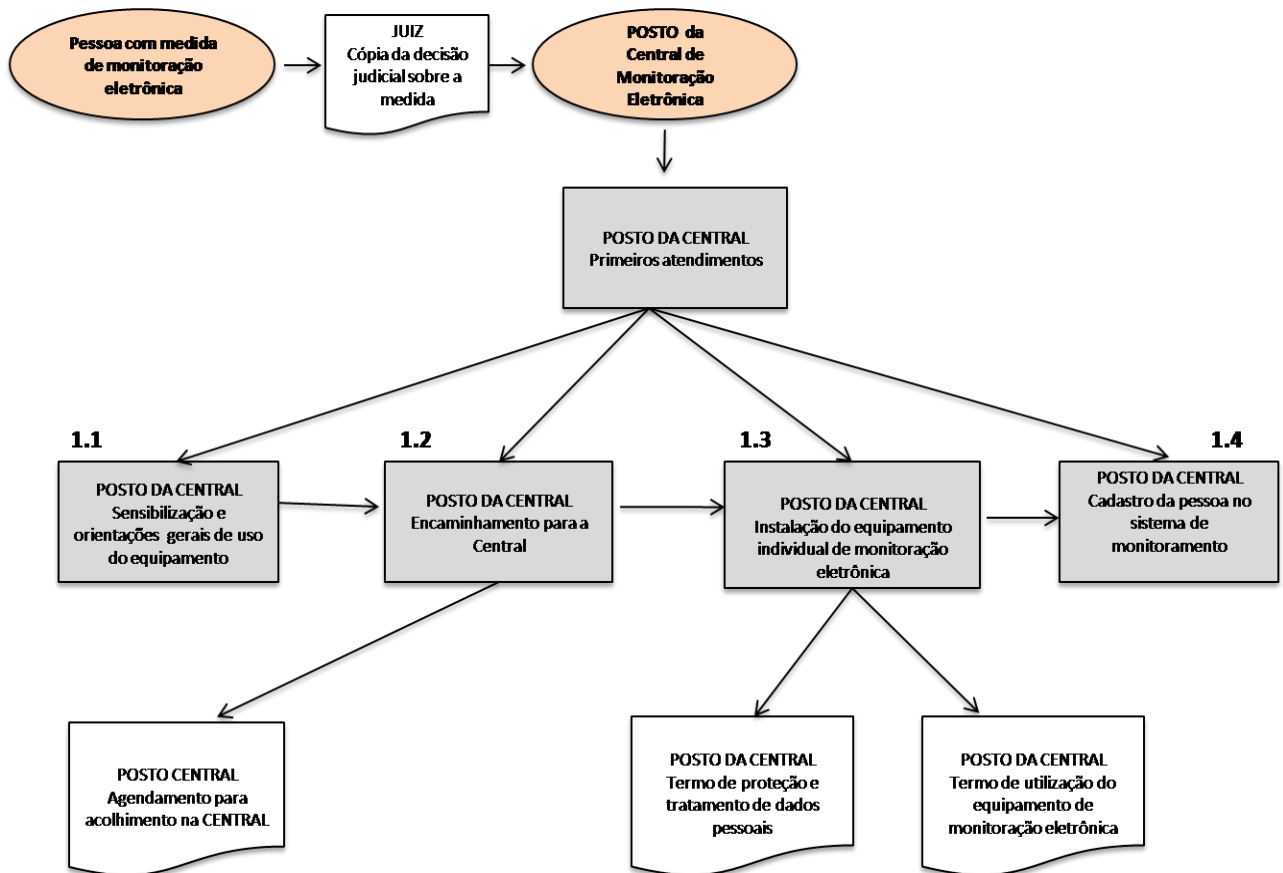 Pessoa com medida
de monitoração
eletrônica
JUIZ
Cópia da decisão
judicial sobre a
medida
POSTO da
Central de
Monitoração
Eletrônica
POSTO DA CENTRAL
Primeiros atendimentos
1.1
POSTO DA CENTRAL
Sensibilização e
orientações gerais de uso
do equipamento
1.2
POSTO DA CENTRAL
Encaminhamento para a
Central
1.3
POSTO DA CENTRAL
Instalação do equipamento
individual de monitoração
eletrônica
1.4
POSTO DA CENTRAL
Cadastro da pessoa no
sistema de
monitoramento
POSTO CENTRAL
Agendamento para
acolhimento na CENTRAL
POSTO DA CENTRAL
Termo de proteção e
tratamento de dados
pessoais
POSTO DA CENTRAL
Termo de utilização do
equipamento de
monitoração eletrônica